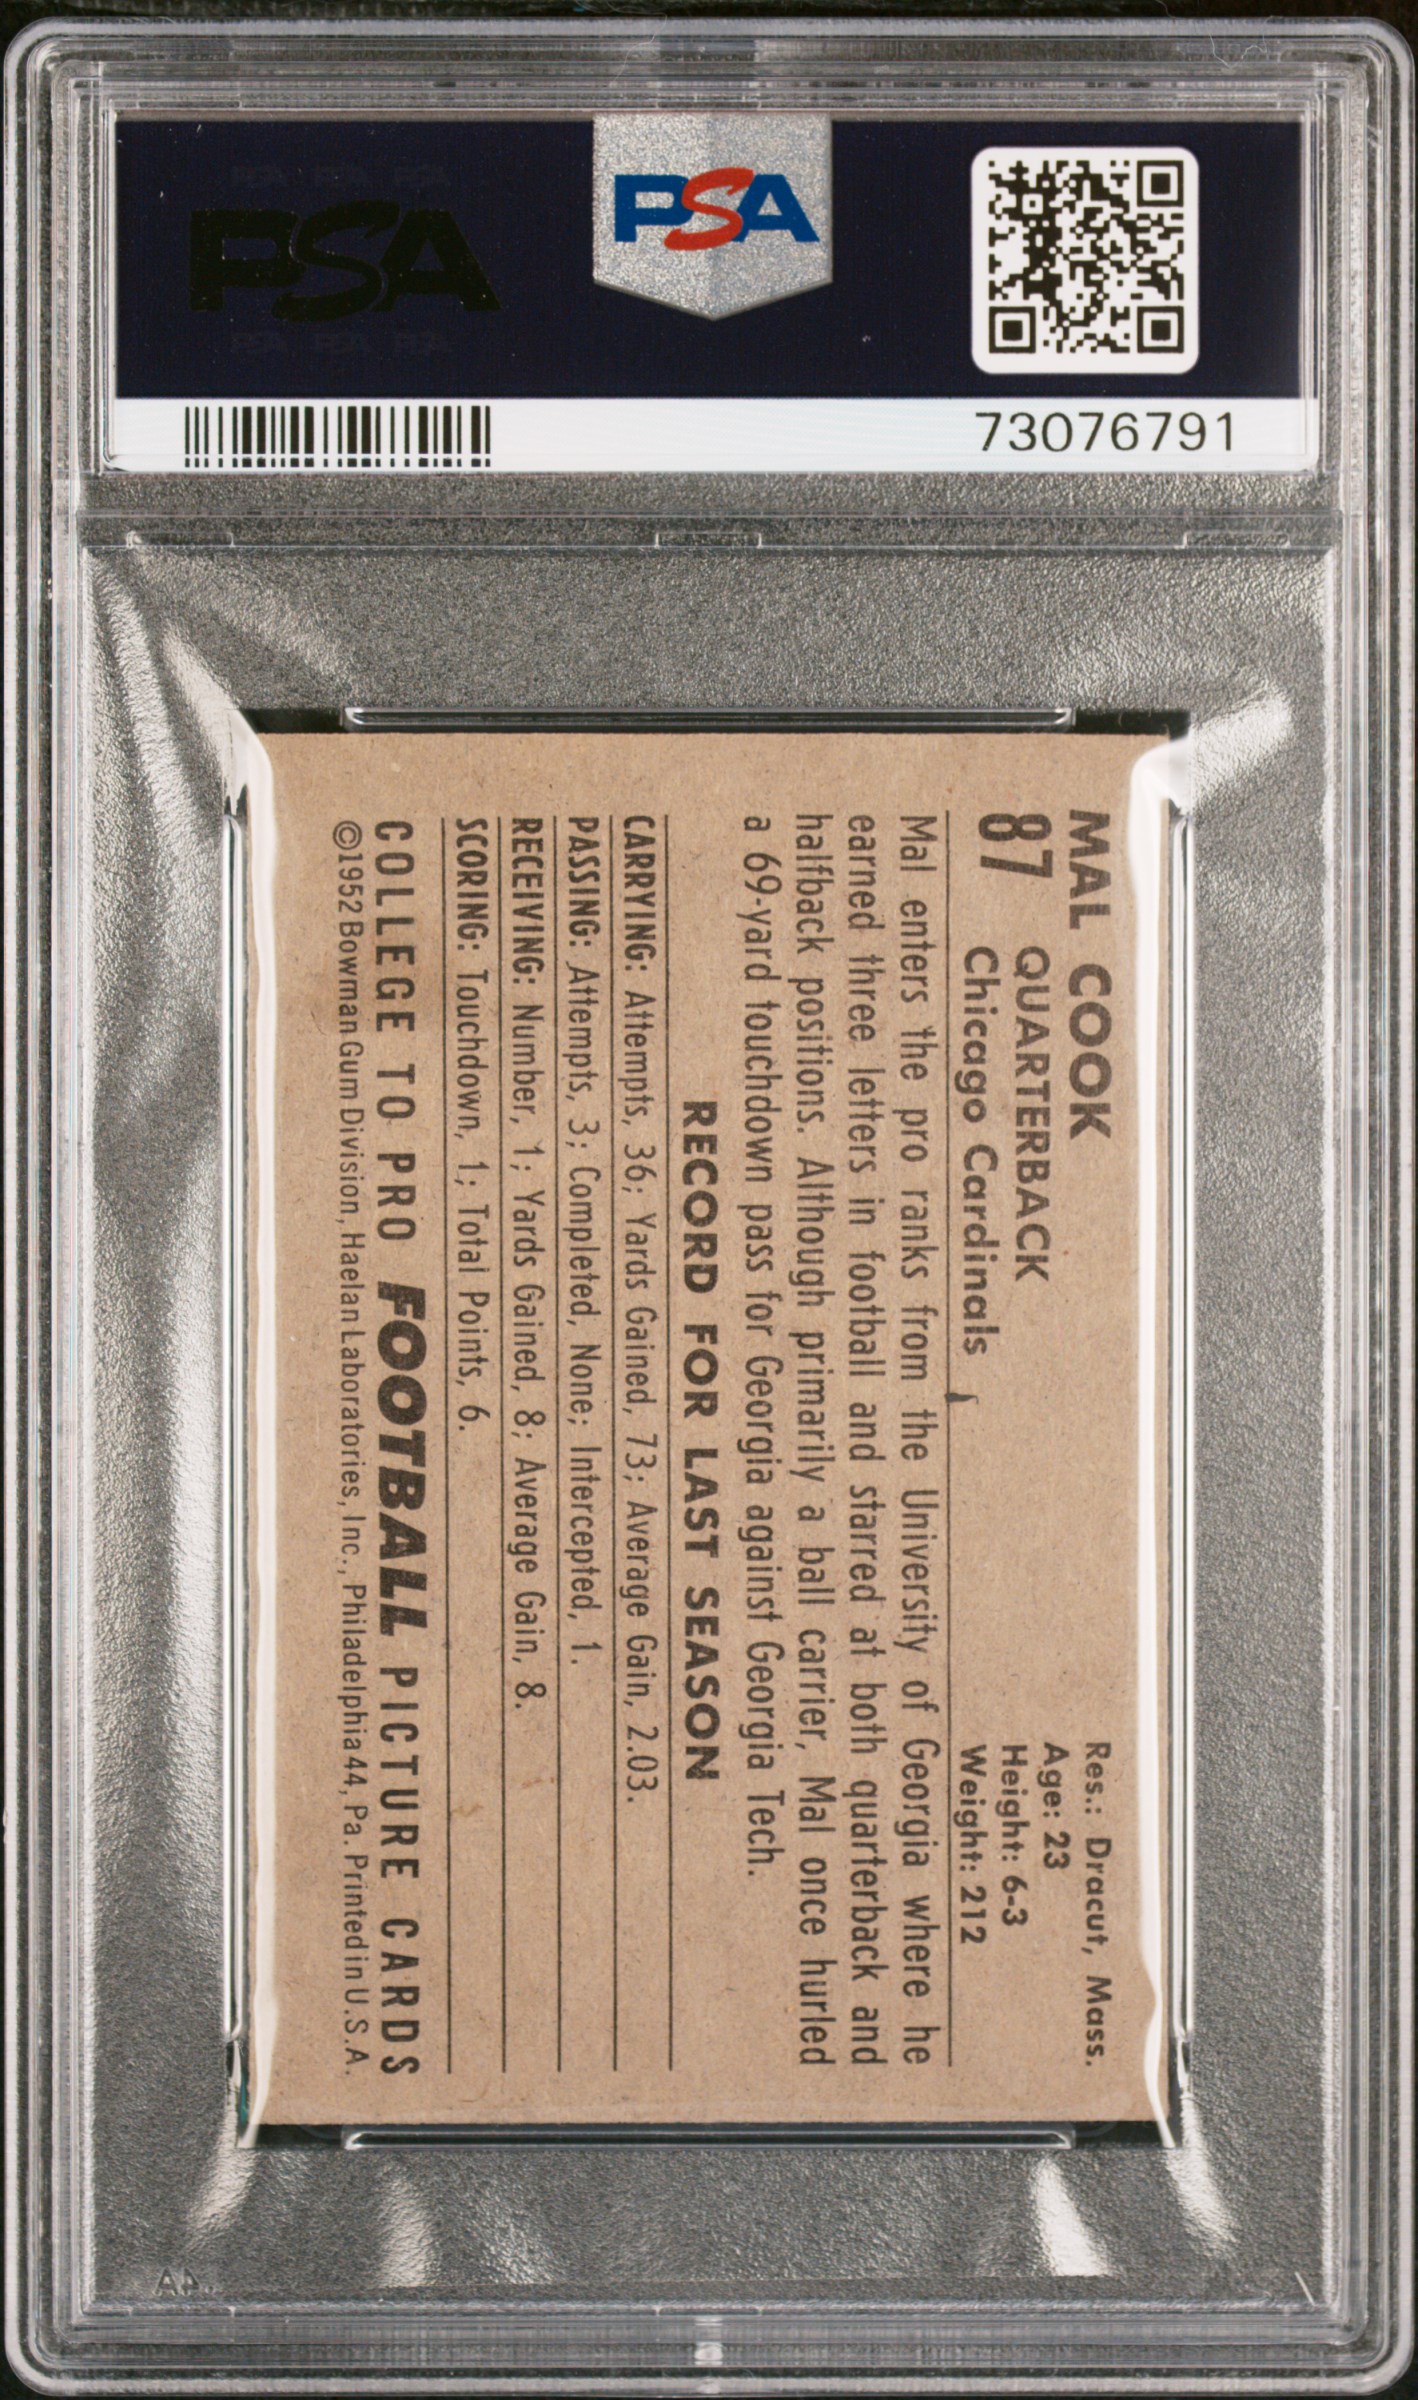 PSA PSA PSA
PSA
PSA PSA PSA
PSA
73076791
MAL COOK
87 QUARTERBACK
Chicago Cardinals
Res.: Dracut, Mass.
Age: 23
Height: 6-3
Weight: 212
Mal enters the pro ranks from the University of Georgia where he
earned three letters in football and starred at both quarterback and
halfback positions. Although primarily a ball carrier, Mal once hurled
a 69-yard touchdown pass for Georgia against Georgia Tech.
RECORD FOR LAST SEASON
CARRYING: Attempts, 36; Yards Gained, 73; Average Gain, 2.03.
PASSING: Attempts, 3; Completed, None; Intercepted, 1.
RECEIVING: Number, 1; Yards Gained, 8; Average Gain, 8.
SCORING: Touchdown, 1; Total Points, 6.
COLLEGE TO PRO FOOTBALL PICTURE CARDS
©1952 Bowman Gum Division, Haelan Laboratories, Inc., Philadelphia 44, Pa. Printed in U.S.A.